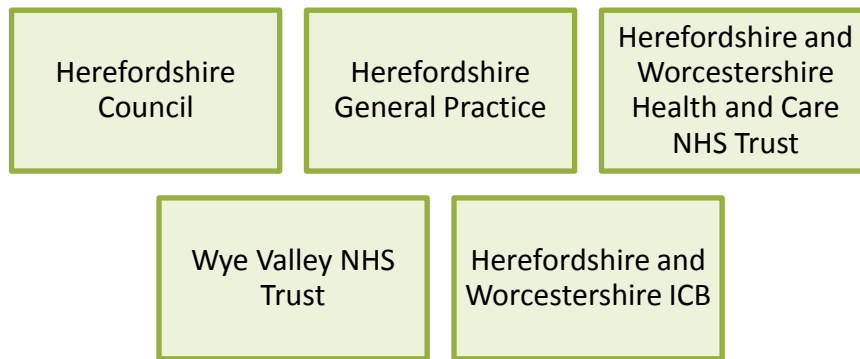 Herefordshire
Council
Herefordshire
General Practice
Herefordshire and
Worcestershire
Health and Care
NHS Trust
Wye Valley NHS
Trust
Herefordshire and
Worcestershire ICB